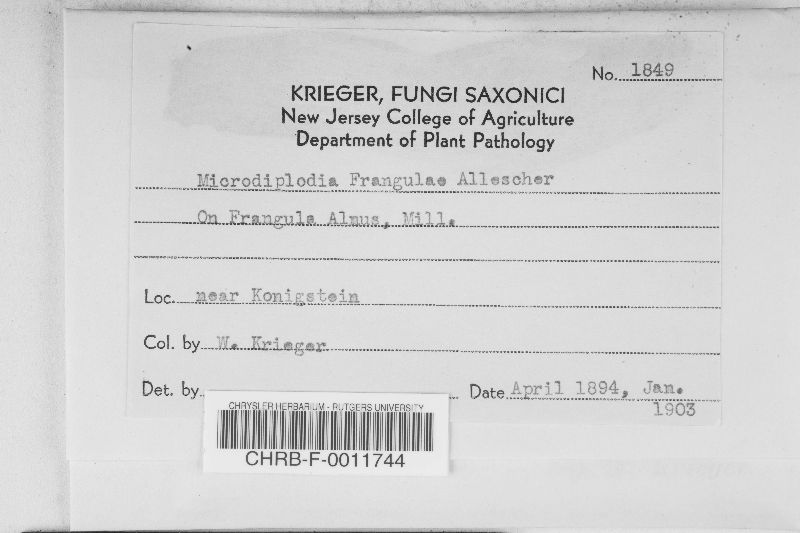 No. 1849
KRIEGER, FUNGI SAXONICI
New Jersey College of Agriculture
Department of Plant Pathology
Microdiplodia Frangulae Allescher
On Frangula Alnus, Mill.
Loc. near Konigstein
Col. by W. Krieger
Det. by
Date April 1894, Jan.
1903
CHRYSLER HERBARIUM - RUTGERS UNIVERSITY
CHRB-F-0011744